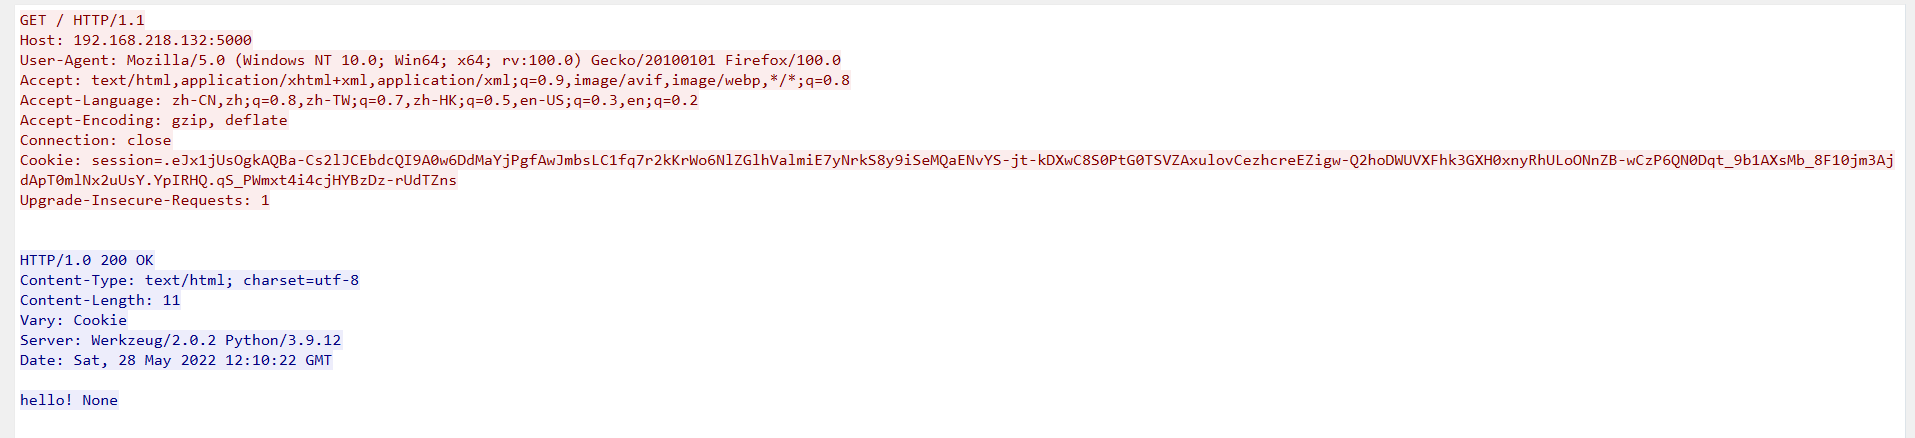 GET / HTTP/1.1
Host: 192.168.218.132:5000
User-Agent: Mozilla/5.0 (Windows NT 10.0; Win64; x64; rv:100.0) Gecko/20100101 Firefox/100.0
Accept: text/html,application/xhtml+xml,application/xml;q=0.9,image/avif,image/webp,*/*;q=0.8
Accept-Language: zh-CN,zh;q=0.8,zh-TW;q=0.7,zh-HK;q=0.5,en-US;q=0.3,en;q=0.2
Accept-Encoding: gzip, deflate
Connection: close
Cookie: session=.eJx1jUsOgkAQBa-Cs2lJCEbdcQI9A0w6DdMaYjPgfAwJmbsLC1fq7r2kKrWo6NlZGlhValmiE7yNrkS8y9iSeMQaENvYS-jt-kDXwC8S0PtG0TSVZAxulovCezhcreEZigw-Q2hoDWUVXFhk3GXH0xnyRhULoONnZB-wCzP6QN0Dqt_9b1AXsMb_8F10jm3Aj
dApT0mlNx2uUsY.YpIRHQ.qS_PWmxt4i4cjHYBzDz-rUdTZns
Upgrade-Insecure-Requests: 1
HTTP/1.0 200 OK
Content-Type: text/html; charset=utf-8
Content-Length: 11
Vary: Cookie
Server: Werkzeug/2.0.2 Python/3.9.12
Date: Sat, 28 May 2022 12:10:22 GMT
hello! None